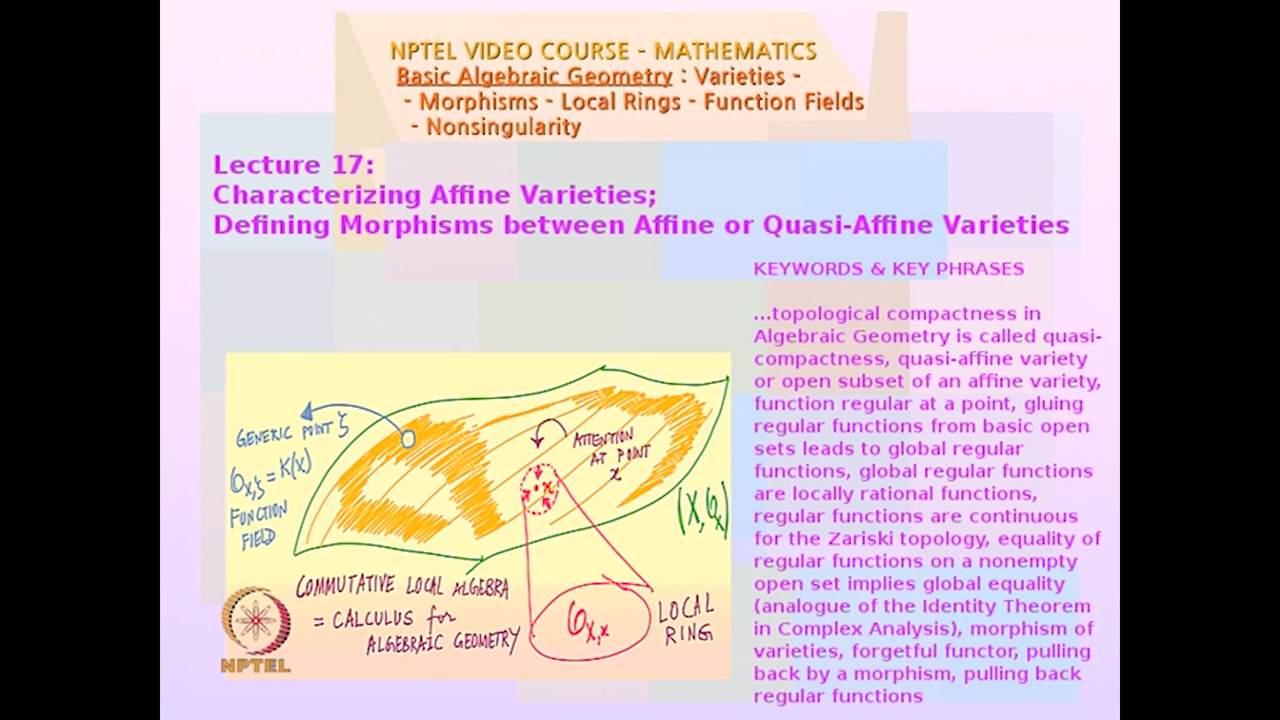 NPTEL VIDEO COURSE - MATHEMATICS
Basic Algebraic Geometry : Varieties -
- Morphisms - Local Rings - Function Fields
- Nonsingularity
Lecture 17:
Characterizing Affine Varieties;
Defining Morphisms between Affine or Quasi-Affine Varieties
KEYWORDS & KEY PHRASES
...topological compactness in
Algebraic Geometry is called quasi-
compactness, quasi-affine variety
or open subset of an affine variety,
function regular at a point, gluing
regular functions from basic open
sets leads to global regular
functions, global regular functions
are locally rational functions,
regular functions are continuous
for the Zariski topology, equality of
regular functions on a nonempty
open set implies global equality
(analogue of the Identity Theorem
in Complex Analysis), morphism of
varieties, forgetful functor, pulling
back by a morphism, pulling back
regular functions
GENERIC POINT ζ
O_X,ζ = K(X)
FUNCTION
FIELD
ATTENTION
AT POINT
x
(X, O_X)
COMMUTATIVE LOCAL ALGEBRA
= CALCULUS for
ALGEBRAIC GEOMETRY
O_X,x
LOCAL
RING
NPTEL